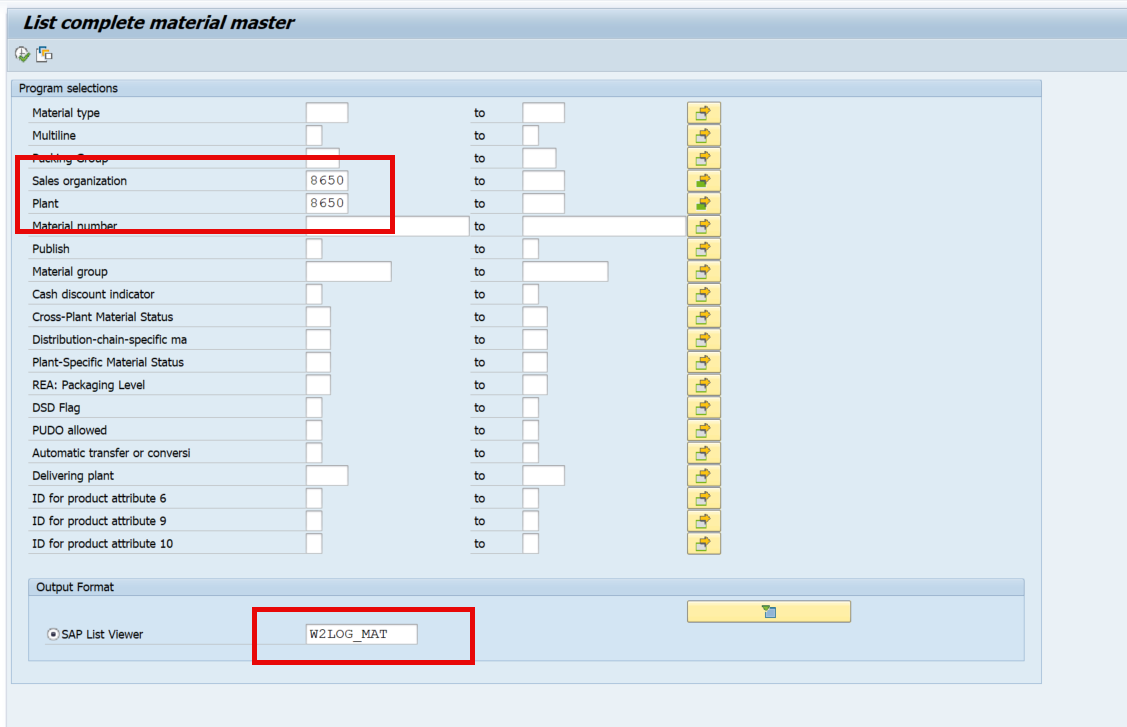 List complete material master
Program selections
Material type to
Multiline to
Packing Group to
Sales organization 8650 to
Plant 8650 to
Material number to
Publish to
Material group to
Cash discount indicator to
Cross-Plant Material Status to
Distribution-chain-specific ma to
Plant-Specific Material Status to
REA: Packaging Level to
DSD Flag to
PUDO allowed to
Automatic transfer or conversi to
Delivering plant to
ID for product attribute 6 to
ID for product attribute 9 to
ID for product attribute 10 to
Output Format
SAP List Viewer W2LOG_MAT